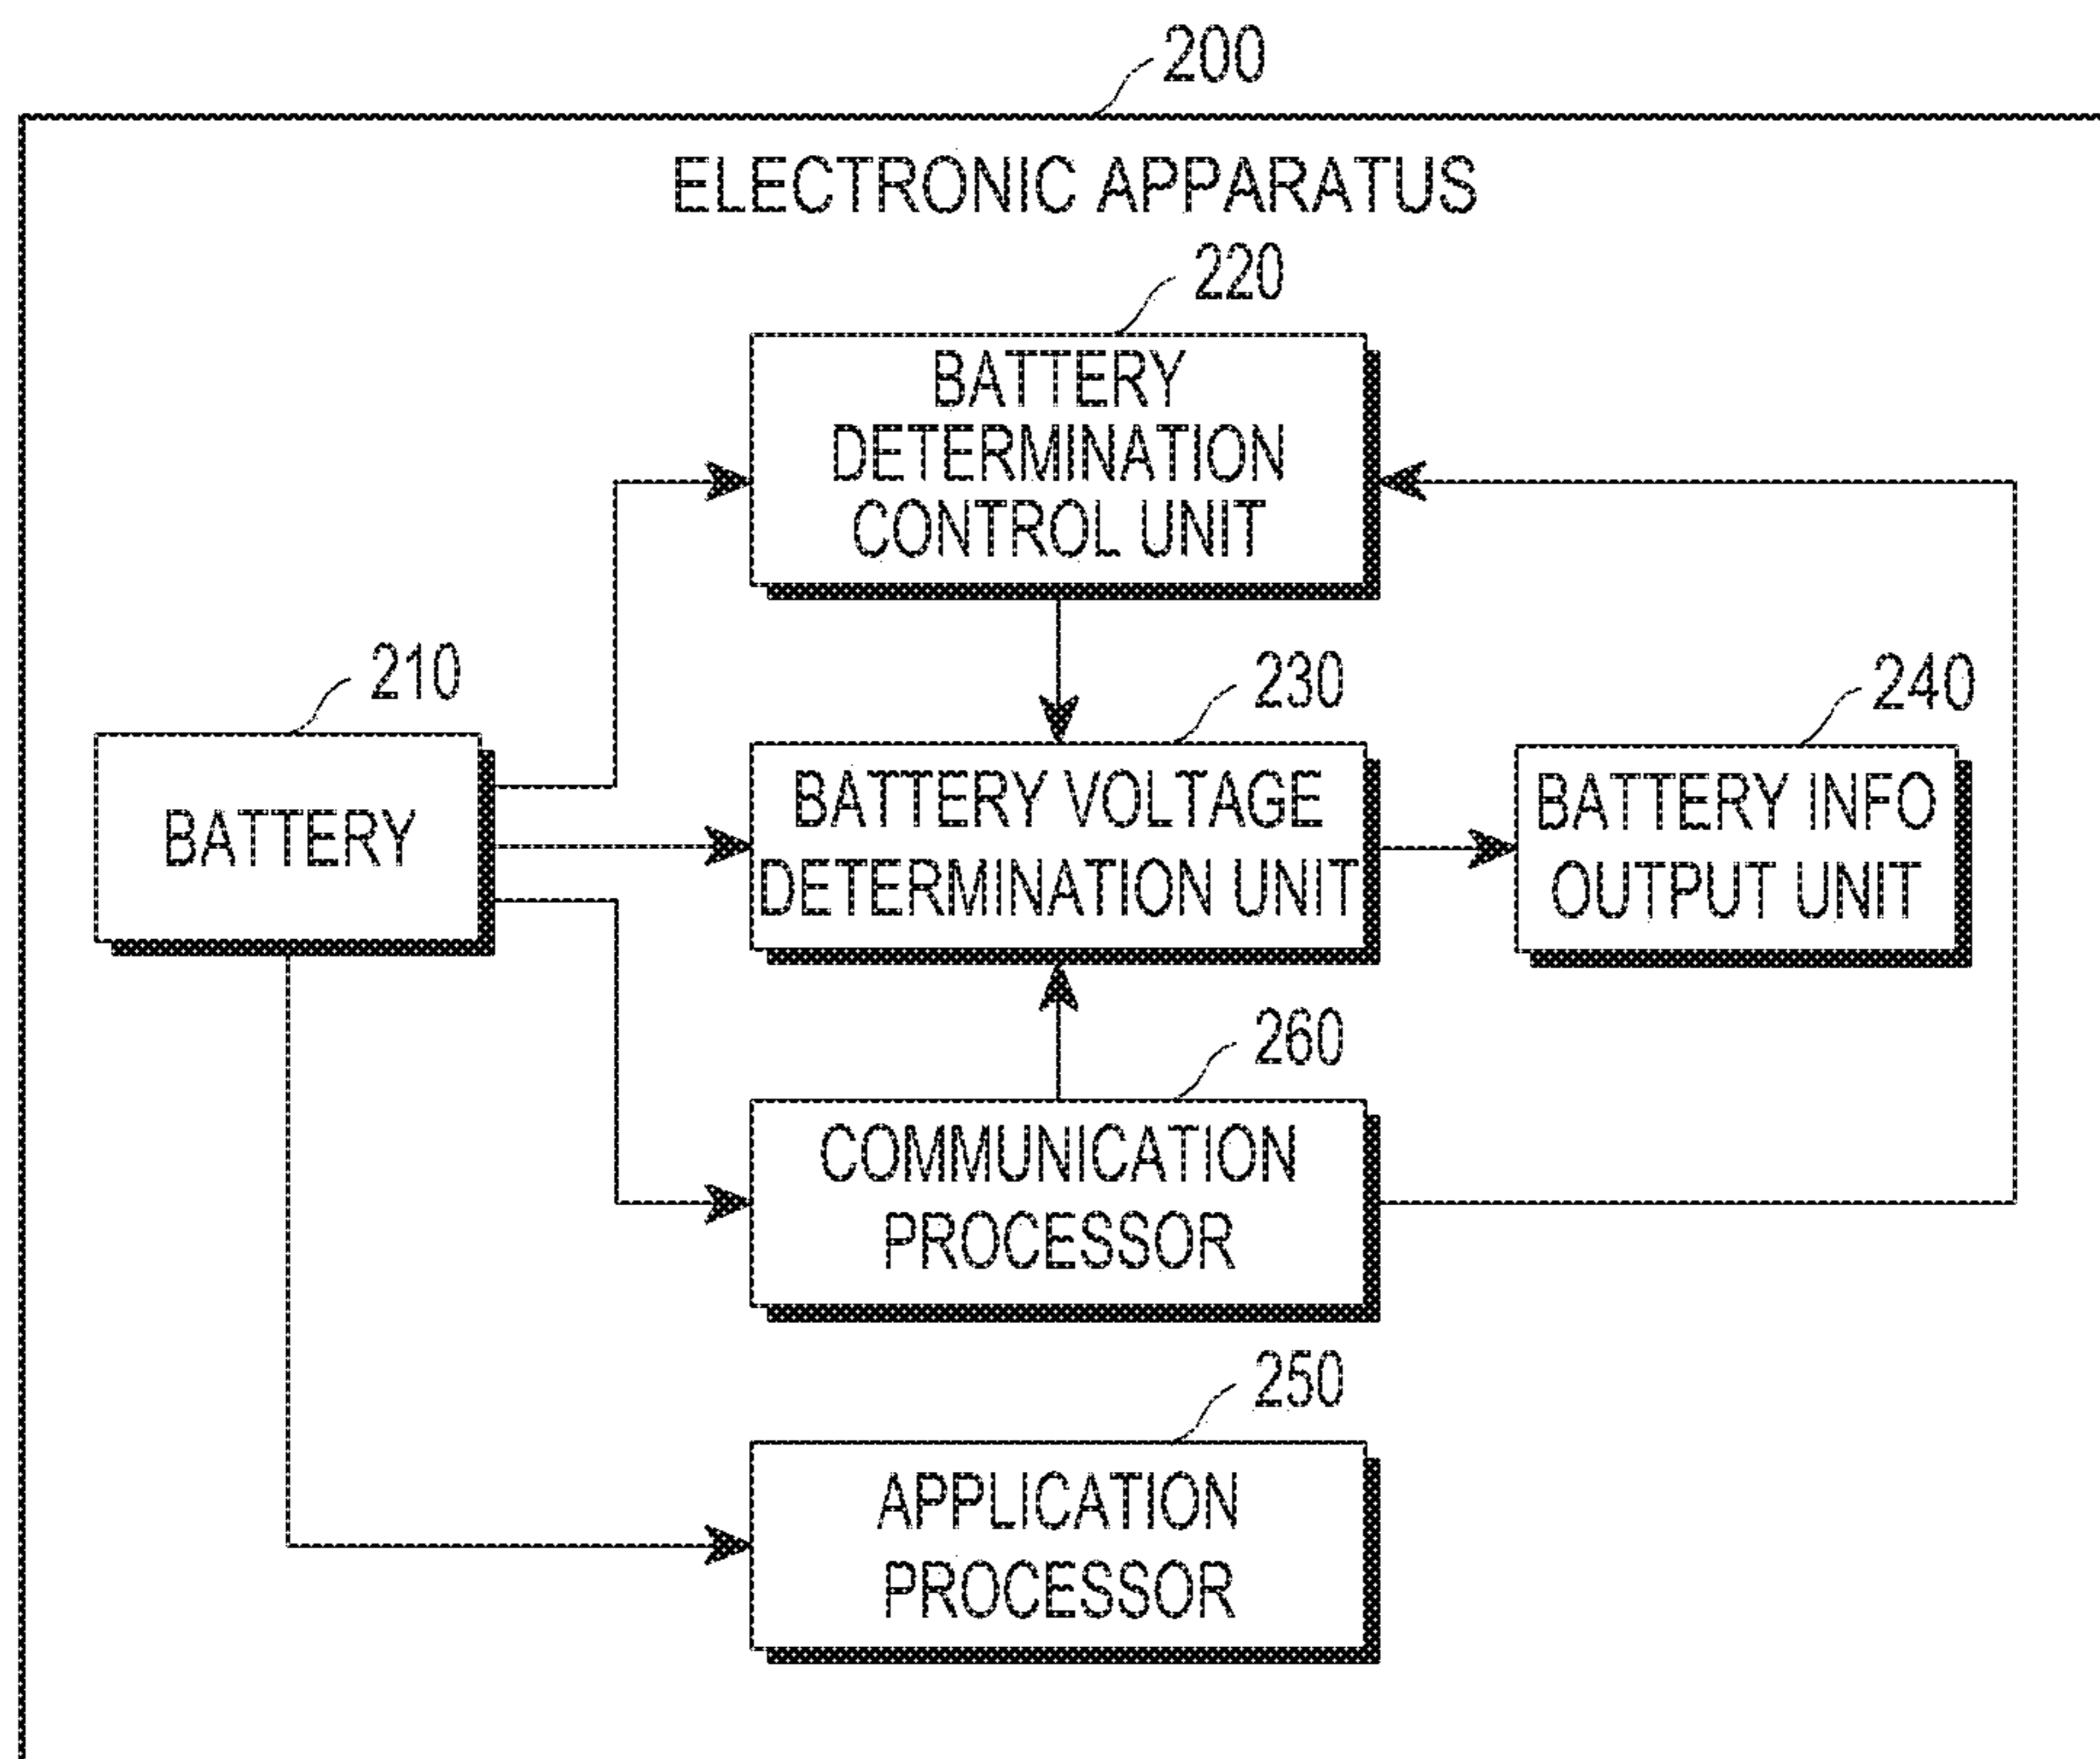 200
ELECTRONIC APPARATUS
220
BATTERY
DETERMINATION
CONTROL UNIT
210
BATTERY
230
BATTERY VOLTAGE
DETERMINATION UNIT
240
BATTERY INFO
OUTPUT UNIT
260
COMMUNICATION
PROCESSOR
250
APPLICATION
PROCESSOR